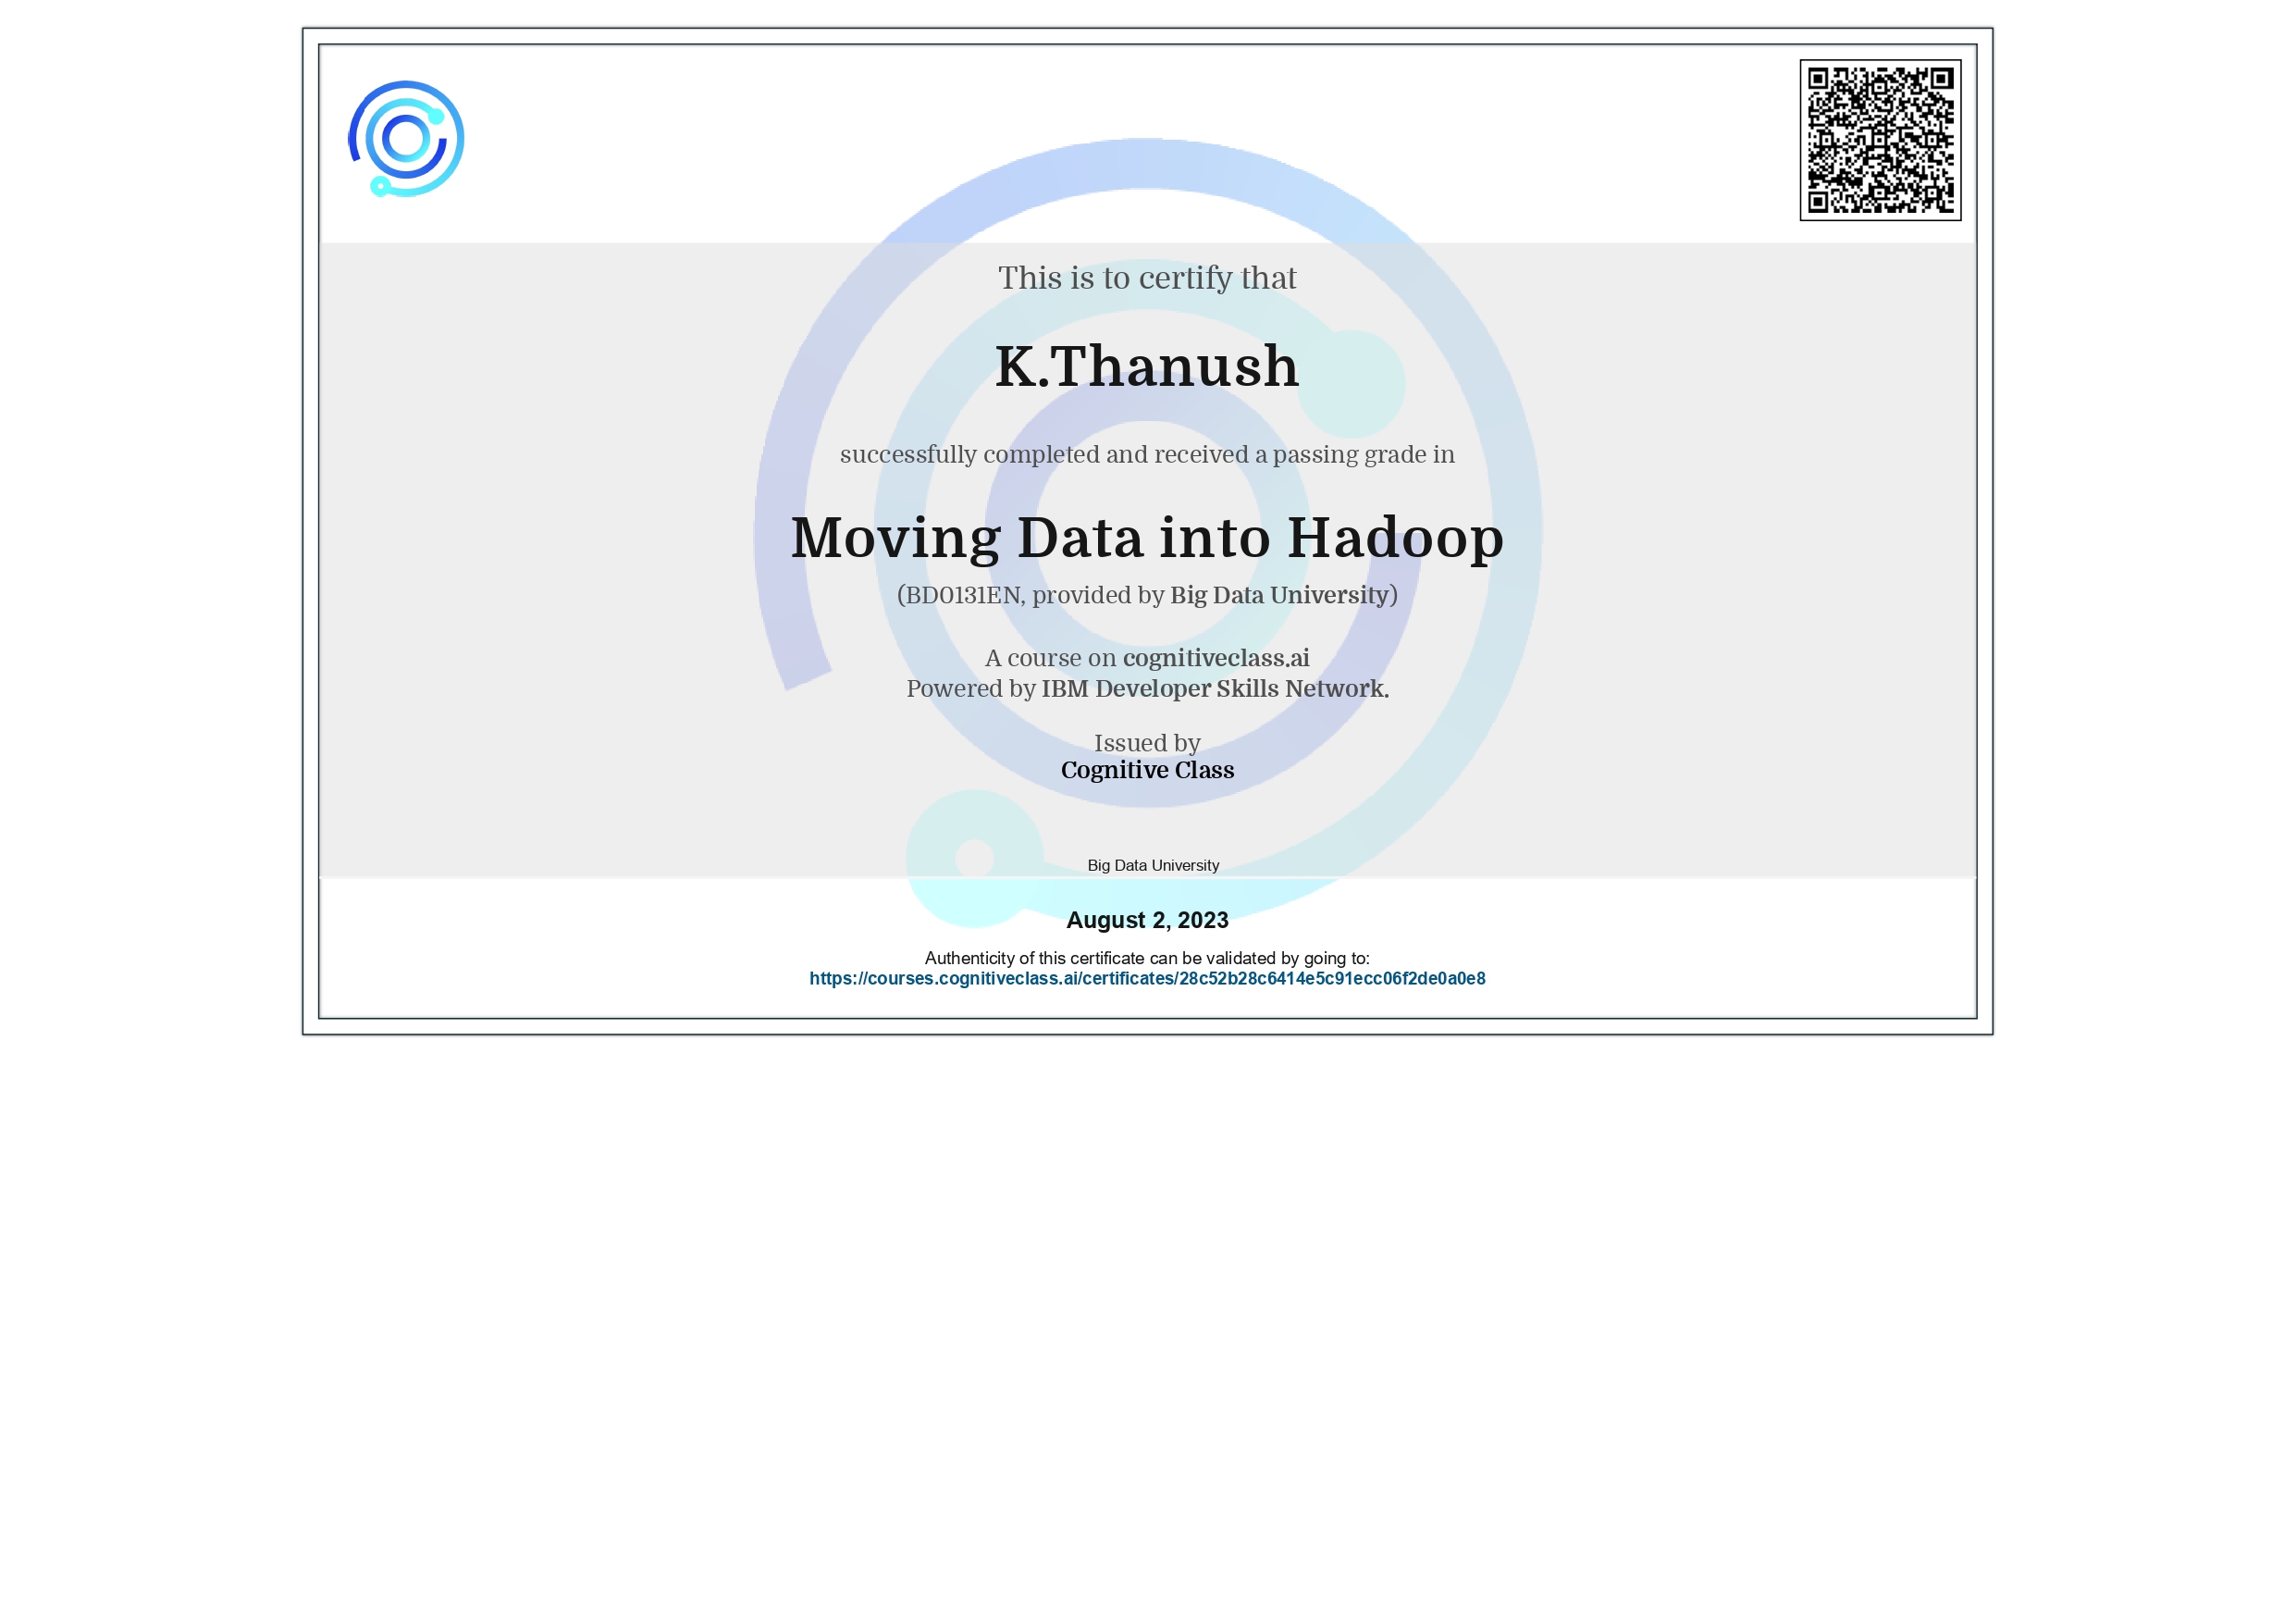 This is to certify that
K.Thanush
successfully completed and received a passing grade in
Moving Data into Hadoop
(BD0131EN, provided by Big Data University)
A course on cognitiveclass.ai
Powered by IBM Developer Skills Network.
Issued by
Cognitive Class
Big Data University
August 2, 2023
Authenticity of this certificate can be validated by going to:
https://courses.cognitiveclass.ai/certificates/28c52b28c6414e5c91ecc06f2de0a0e8